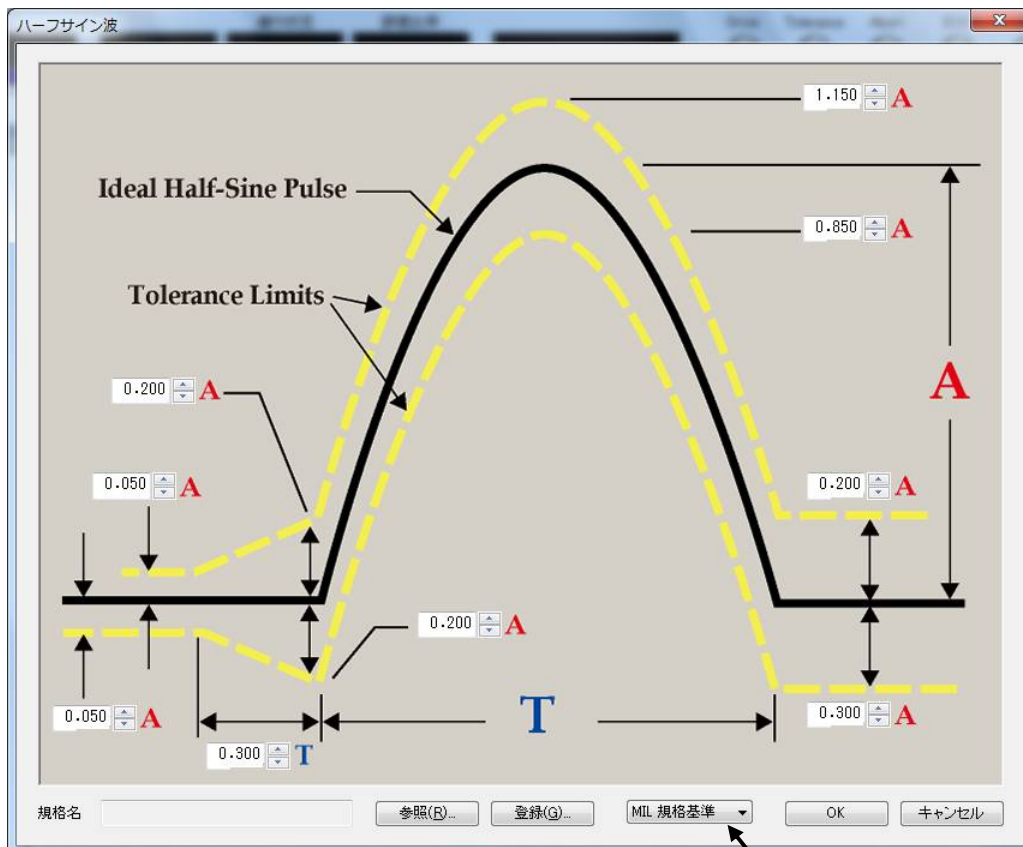 ハーフサイン波
1.150 A
Ideal Half-Sine Pulse
0.850 A
Tolerance Limits
0.200 A
A
0.050 A
0.200 A
0.200 A
0.050 A
0.300 T
T
0.300 A
規格名
参照(R)...
登録(G)...
MIL 規格基準
OK
キャンセル